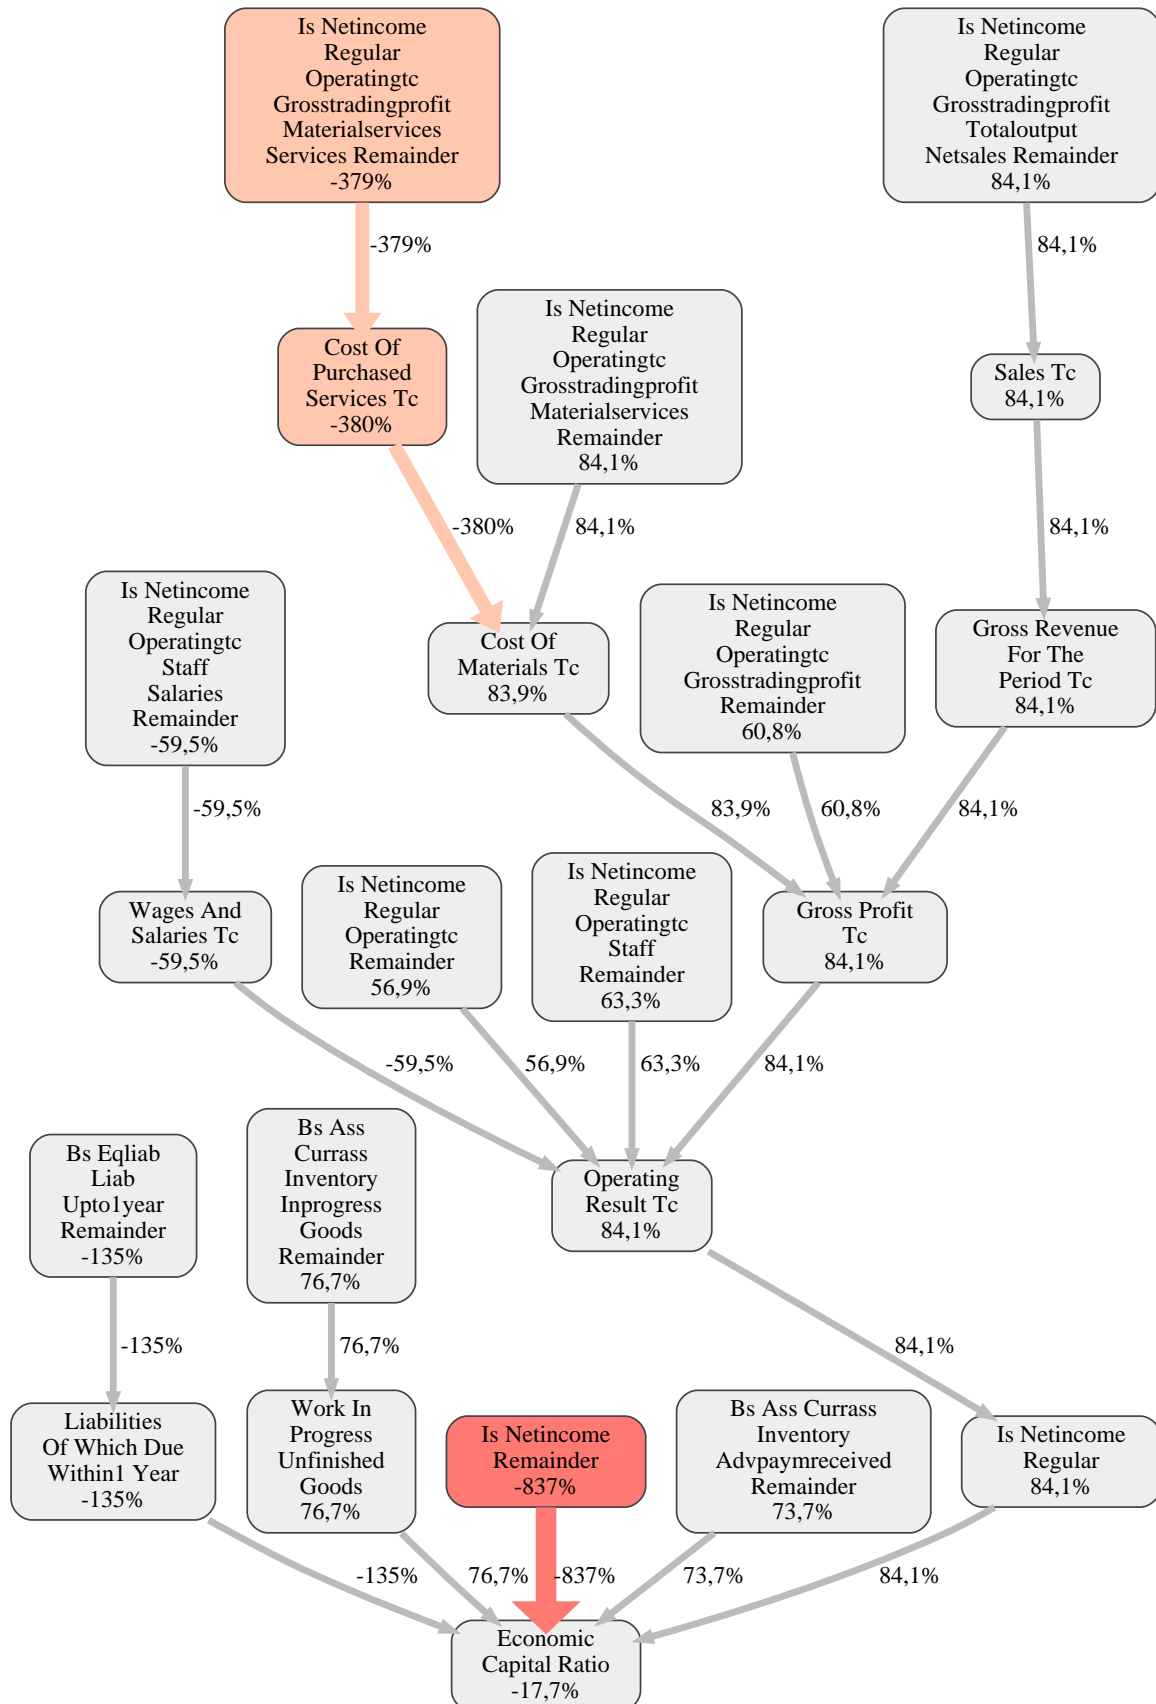 Is Netincome
Regular
Operatingtc
Grosstradingprofit
Materialservices
Services Remainder
-379%
Is Netincome
Regular
Operatingtc
Grosstradingprofit
Totaloutput
Netsales Remainder
84,1%
-379%
84,1%
Cost Of
Purchased
Services Tc
-380%
Is Netincome
Regular
Operatingtc
Grosstradingprofit
Materialservices
Remainder
84,1%
Sales Tc
84,1%
-380%
84,1%
84,1%
Is Netincome
Regular
Operatingtc
Staff
Salaries
Remainder
-59,5%
Cost Of
Materials Tc
83,9%
Is Netincome
Regular
Operatingtc
Grosstradingprofit
Remainder
60,8%
Gross Revenue
For The
Period Tc
84,1%
-59,5%
83,9%
60,8%
84,1%
Wages And
Salaries Tc
-59,5%
Is Netincome
Regular
Operatingtc
Remainder
56,9%
Is Netincome
Regular
Operatingtc
Staff
Remainder
63,3%
Gross Profit
Tc
84,1%
-59,5%
56,9%
63,3%
84,1%
Bs Eqliab
Liab
Upto1year
Remainder
-135%
Bs Ass
Currass
Inventory
Inprogress
Goods
Remainder
76,7%
Operating
Result Tc
84,1%
-135%
76,7%
84,1%
Liabilities
Of Which Due
Within1 Year
-135%
Work In
Progress
Unfinished
Goods
76,7%
Is Netincome
Remainder
-837%
Bs Ass Currass
Inventory
Advpaymreceived
Remainder
73,7%
Is Netincome
Regular
84,1%
-135%
76,7%
-837%
73,7%
84,1%
Economic
Capital Ratio
-17,7%